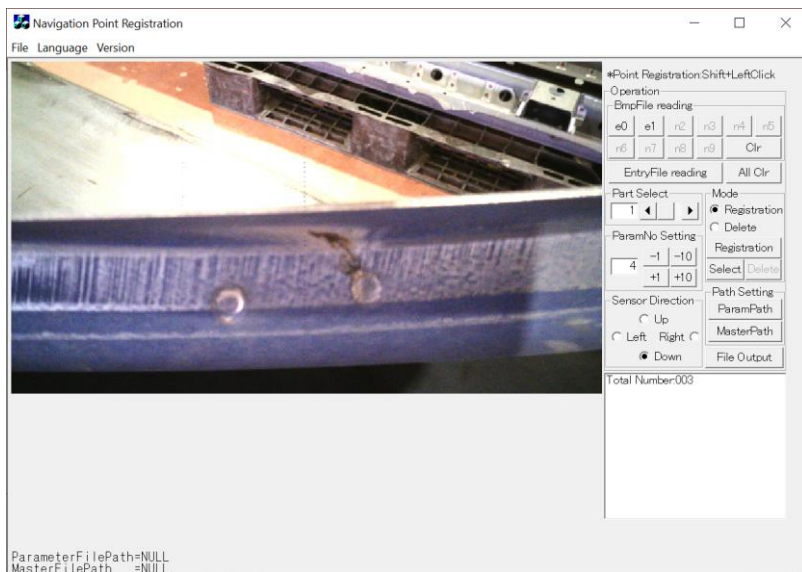 Navigation Point Registration
File Language Version
*Point Registration:Shift+LeftClick
Operation
BmpFile reading
e0 e1 n2 n3 n4 n5
n6 n7 n8 n9 Clr
EntryFile reading All Clr
Part Select
1
Mode
Registration
Delete
ParamNo Setting
4
-1 -10
+1 +10
Registration
Select Delete
Sensor Direction
Up
Left Right
Down
Path Setting
ParamPath
MasterPath
File Output
Total Number:003
ParameterFilePath=NULL
MasterFilePath =NULL